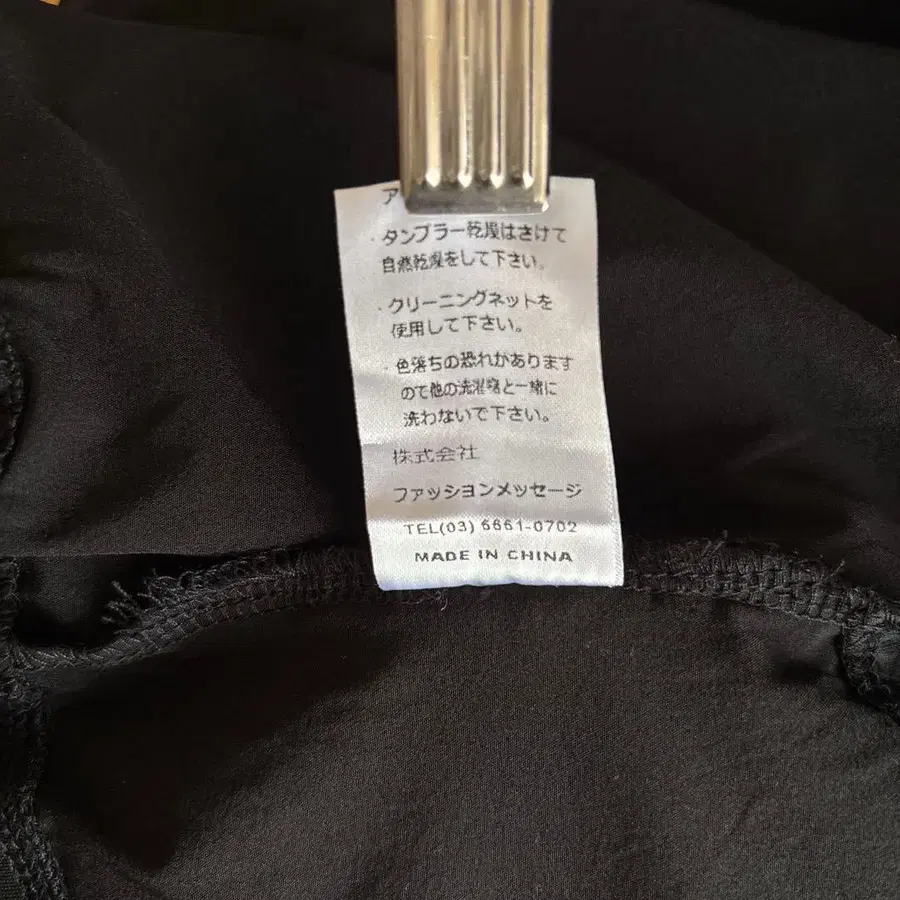 ア
・タンブラー乾燥はさけて
自然乾燥をして下さい。
・クリーニングネットを
使用して下さい。
・色落ちの恐れがあります
ので他の洗濯物と一緒に
洗わないで下さい。
株式会社
ファッションメッセージ
TEL(03) 6661-0702
MADE IN CHINA